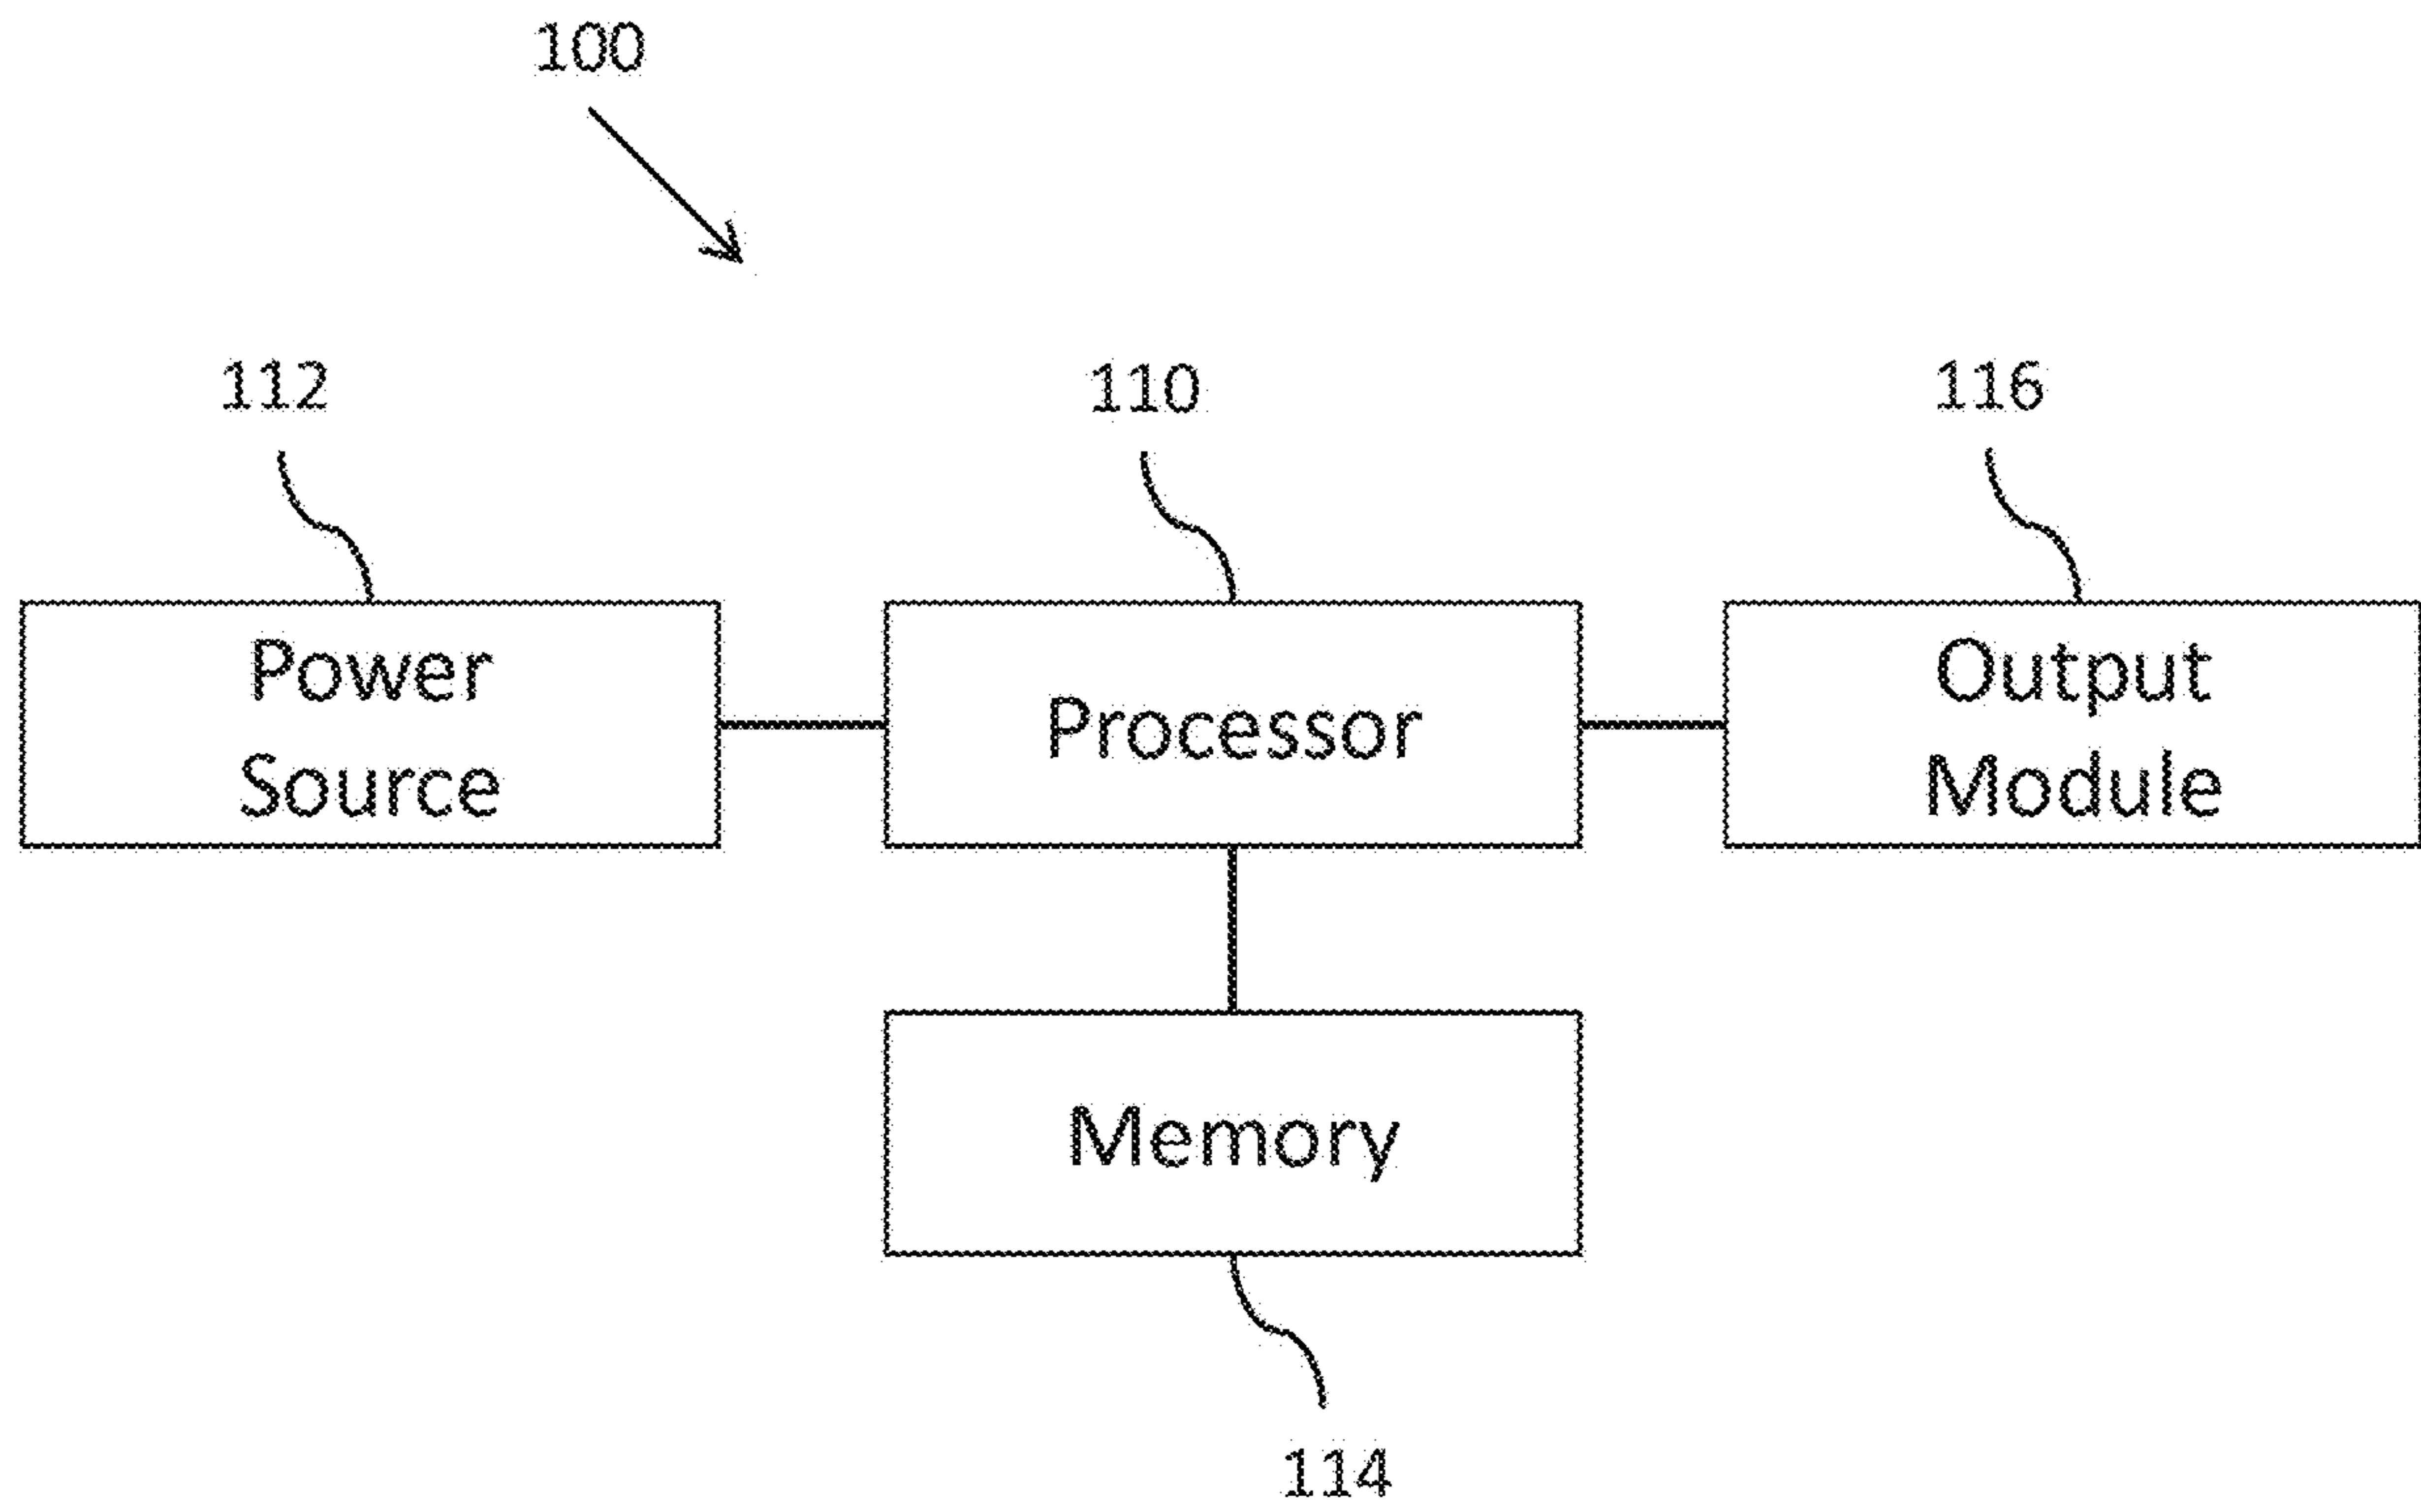 100
112
110
116
Power
Source
Processor
Output
Module
Memory
114